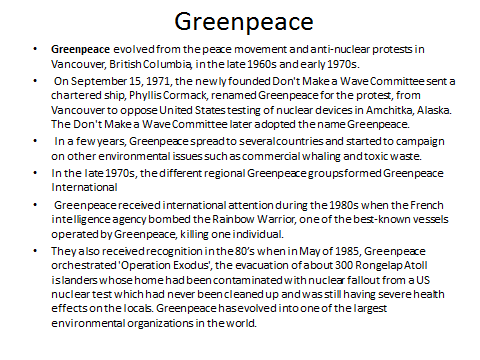 Greenpeace
• Greenpeace evolved from the peace movement and anti-nuclear protests in
Vancouver, British Columbia, in the late 1960s and early 1970s.
• On September 15, 1971, the newly founded Don't Make a Wave Committee sent a
chartered ship, Phyllis Cormack, renamed Greenpeace for the protest, from
Vancouver to oppose United States testing of nuclear devices in Amchitka, Alaska.
The Don't Make a Wave Committee later adopted the name Greenpeace.
• In a few years, Greenpeace spread to several countries and started to campaign
on other environmental issues such as commercial whaling and toxic waste.
• In the late 1970s, the different regional Greenpeace groups formed Greenpeace
International
• Greenpeace received international attention during the 1980s when the French
intelligence agency bombed the Rainbow Warrior, one of the best-known vessels
operated by Greenpeace, killing one individual.
• They also received recognition in the 80's when in May of 1985, Greenpeace
orchestrated 'Operation Exodus', the evacuation of about 300 Rongelap Atoll
islanders whose home had been contaminated with nuclear fallout from a US
nuclear test which had never been cleaned up and was still having severe health
effects on the locals. Greenpeace has evolved into one of the largest
environmental organizations in the world.